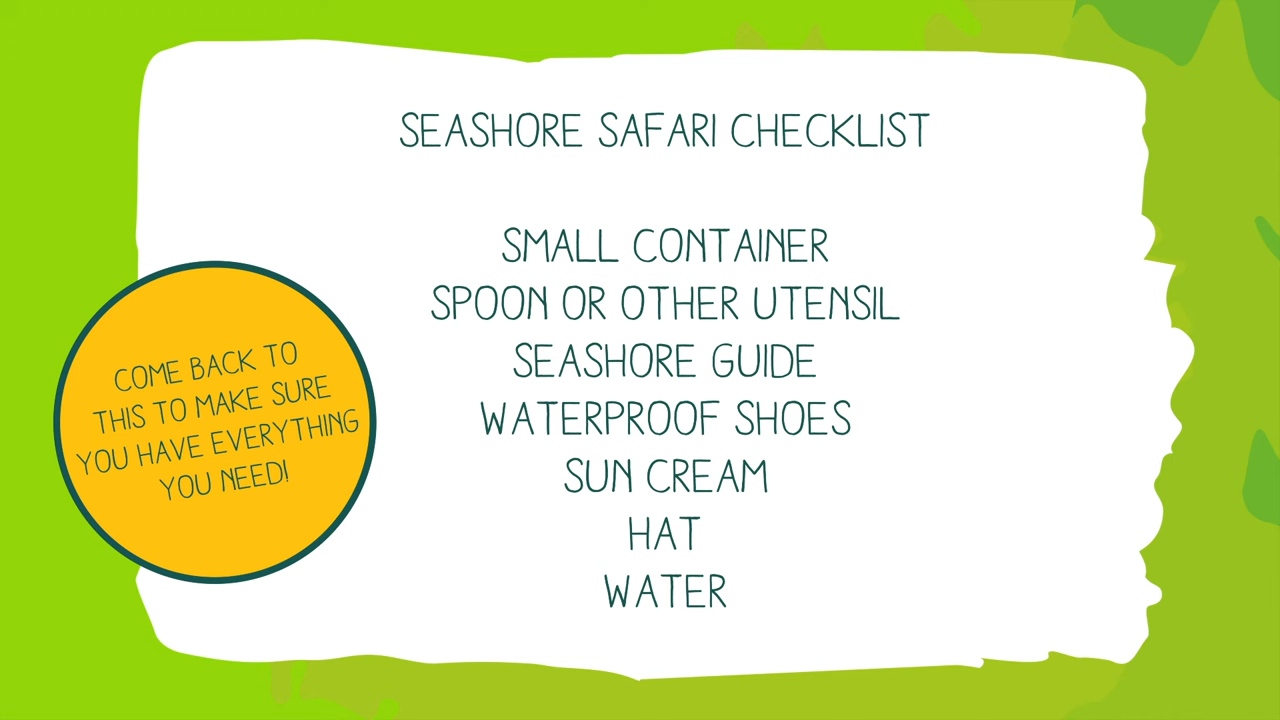 SEASHORE SAFARI CHECKLIST
SMALL CONTAINER
SPOON OR OTHER UTENSIL
SEASHORE GUIDE
WATERPROOF SHOES
SUN CREAM
HAT
WATER
COME BACK TO
THIS TO MAKE SURE
YOU HAVE EVERYTHING
YOU NEED!